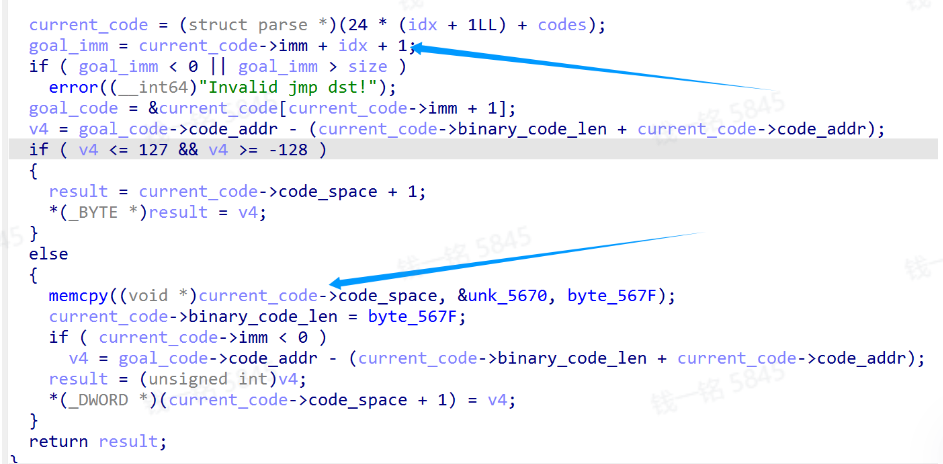 current_code = (struct parse *)(24 * (idx + 1LL) + codes);
goal_imm = current_code->imm + idx + 1;
if ( goal_imm < 0 || goal_imm > size )
error((__int64)"Invalid jmp dst!");
goal_code = &current_code[current_code->imm + 1];
v4 = goal_code->code_addr - (current_code->binary_code_len + current_code->code_addr);
if ( v4 <= 127 && v4 >= -128 )
{
result = current_code->code_space + 1;
*(_BYTE *)result = v4;
}
else
{
memcpy((void *)current_code->code_space, &unk_5670, byte_567F);
current_code->binary_code_len = byte_567F;
if ( current_code->imm < 0 )
v4 = goal_code->code_addr - (current_code->binary_code_len + current_code->code_addr);
result = (unsigned int)v4;
*(_DWORD *)(current_code->code_space + 1) = v4;
}
return result;
}
钱一铭 5845